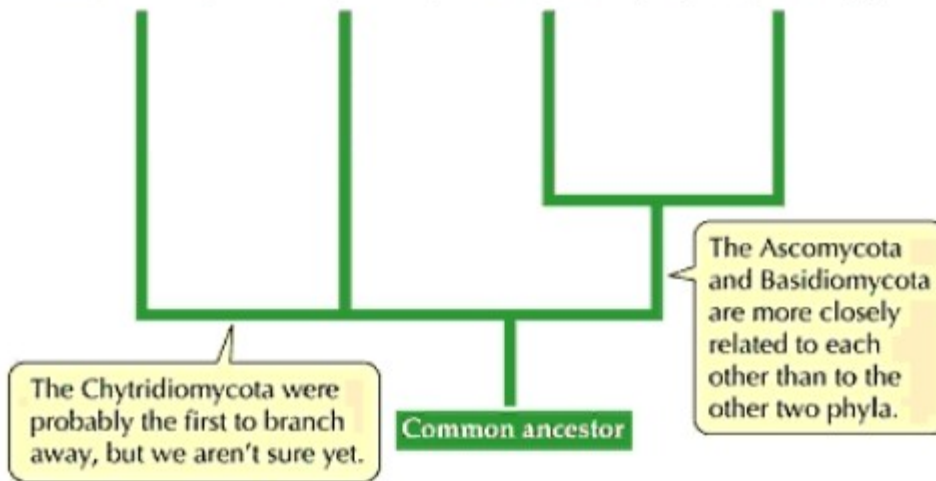 The Ascomycota
and Basidiomycota
are more closely
related to each
other than to the
other two phyla.
The Chytridiomycota were
probably the first to branch
away, but we aren't sure yet.
Common ancestor